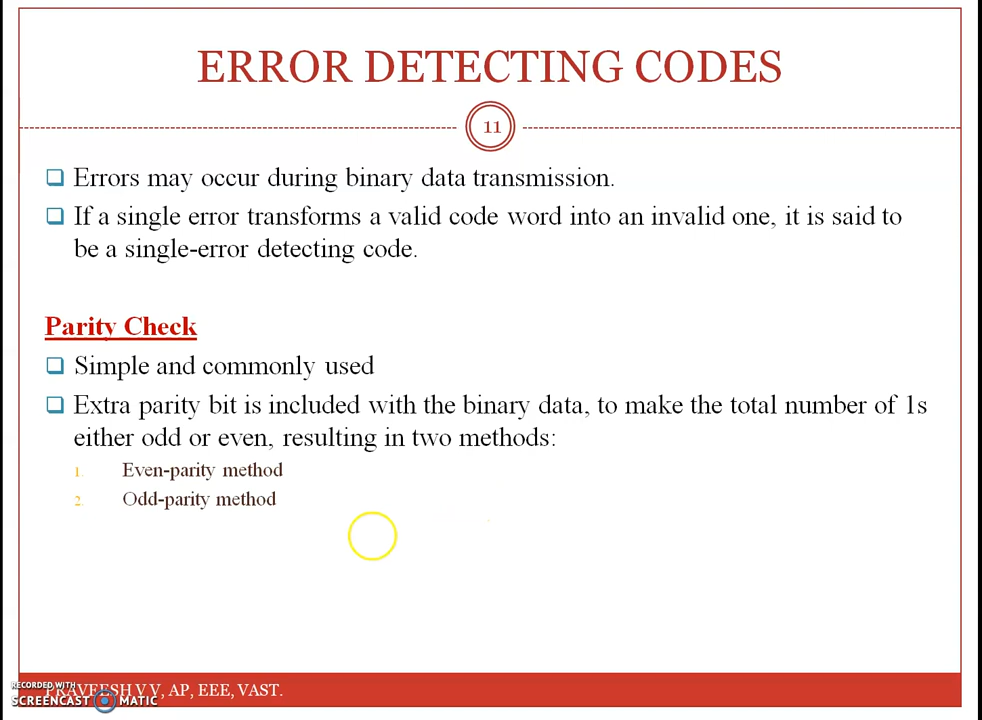 ERROR DETECTING CODES
11
Errors may occur during binary data transmission.
If a single error transforms a valid code word into an invalid one, it is said to
be a single-error detecting code.
Parity Check
Simple and commonly used
Extra parity bit is included with the binary data, to make the total number of 1s
either odd or even, resulting in two methods:
1. Even-parity method
2. Odd-parity method
RECORDED WITH
PRAVEESH V V, AP, EEE, VAST.
SCREENCAST MATIC